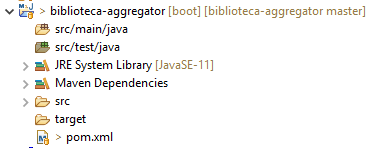 > biblioteca-aggregator [boot] [biblioteca-aggregator master]
src/main/java
src/test/java
JRE System Library [JavaSE-11]
Maven Dependencies
src
target
> pom.xml